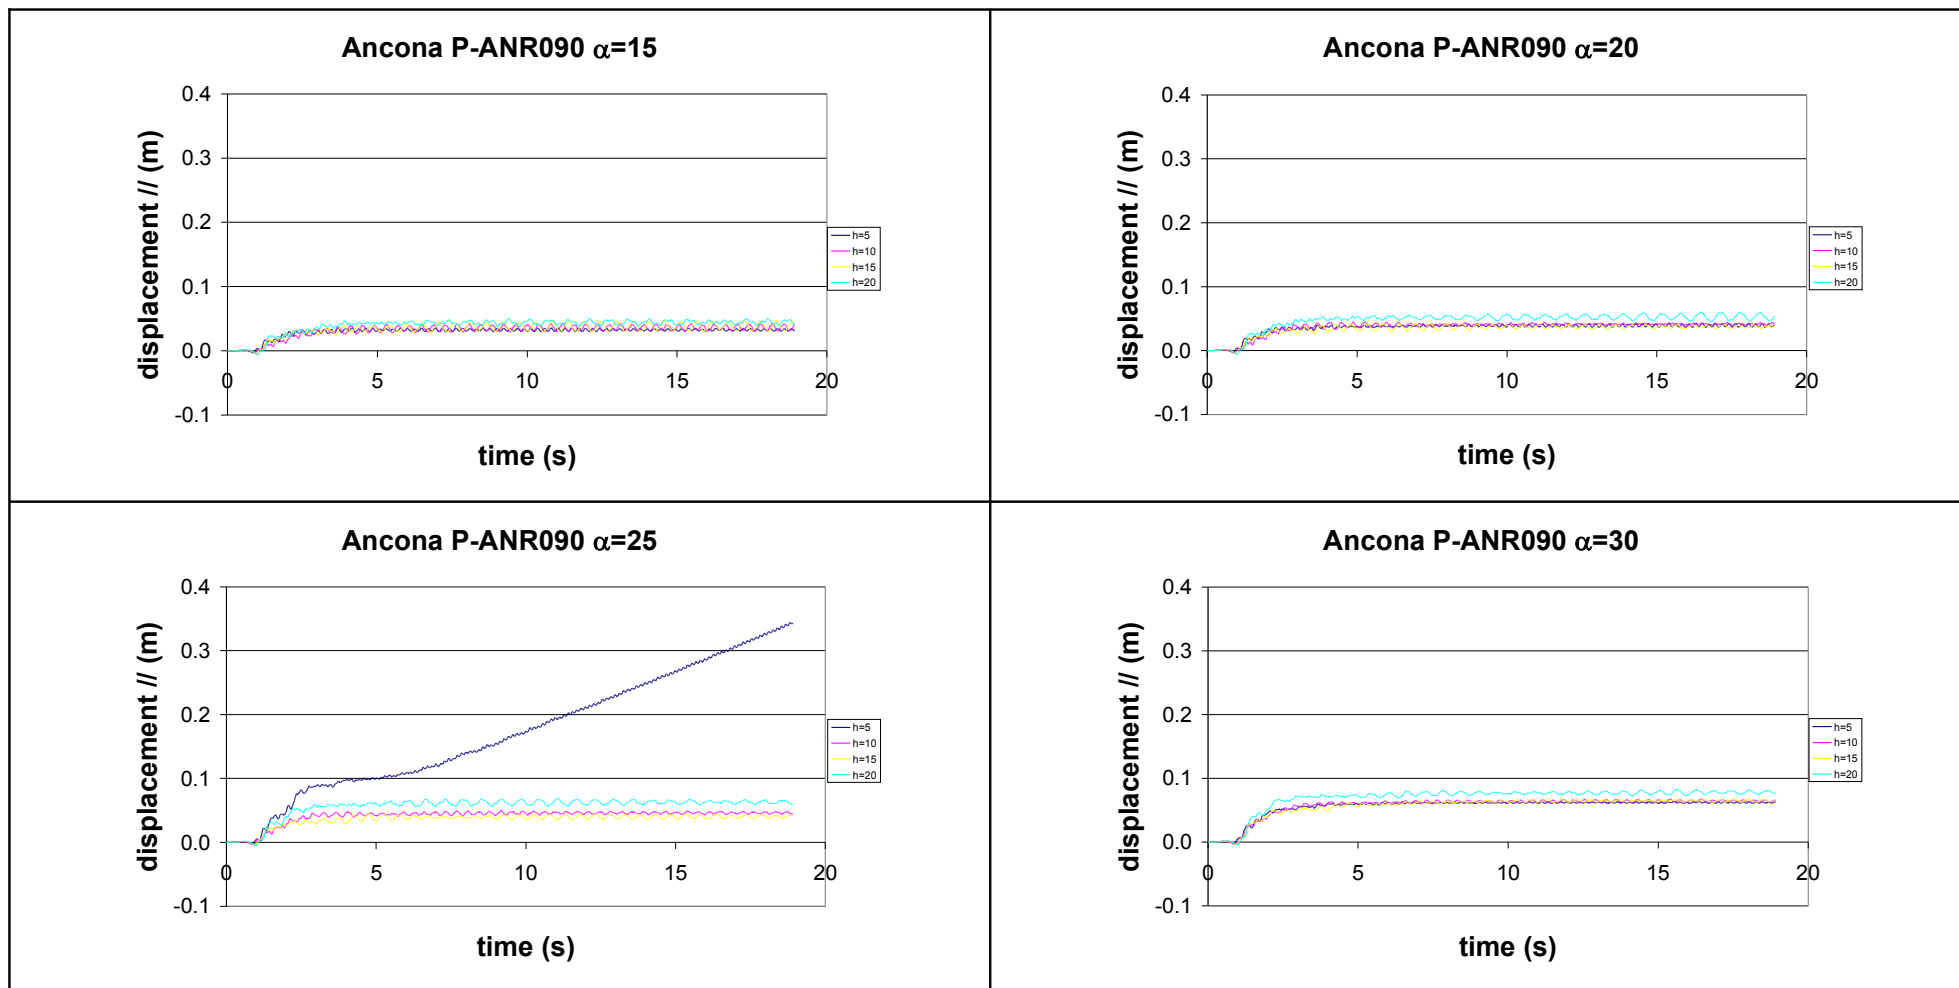 Ancona P-ANR090 α=15
displacement // (m)
0.4
0.3
0.2
0.1
0.0
-0.1
0 5 10 15 20
time (s)
h=5
h=10
h=15
h=20
Ancona P-ANR090 α=20
displacement // (m)
0.4
0.3
0.2
0.1
0.0
-0.1
0 5 10 15 20
time (s)
h=5
h=10
h=15
h=20
Ancona P-ANR090 α=25
displacement // (m)
0.4
0.3
0.2
0.1
0.0
-0.1
0 5 10 15 20
time (s)
h=5
h=10
h=15
h=20
Ancona P-ANR090 α=30
displacement // (m)
0.4
0.3
0.2
0.1
0.0
-0.1
0 5 10 15 20
time (s)
h=5
h=10
h=15
h=20